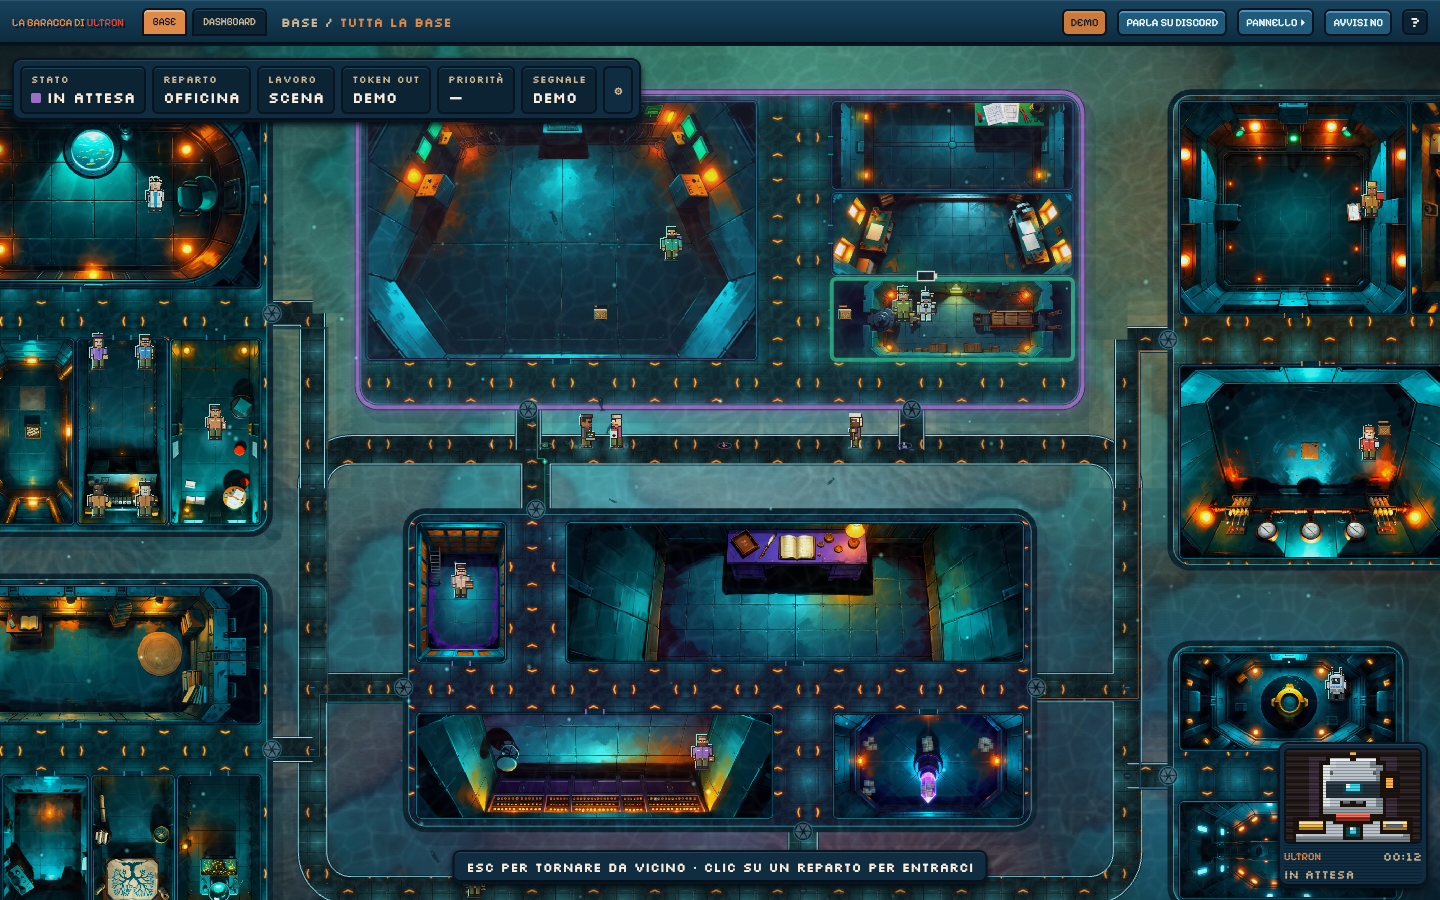 LA BARACCA DI ULTRON
BASE
DASHBOARD
BASE / TUTTA LA BASE
DEMO
PARLA SU DISCORD
PANNELLO
AVVISI NO
?
STATO
IN ATTESA
REPARTO
OFFICINA
LAVORO
SCENA
TOKEN OUT
DEMO
PRIORITÀ
—
SEGNALE
DEMO
ESC PER TORNARE DA VICINO · CLIC SU UN REPARTO PER ENTRARCI
ULTRON
00:12
IN ATTESA